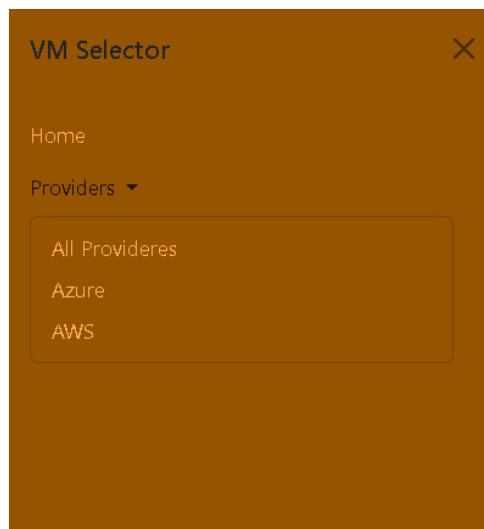 VM Selector
Home
Providers
All Provideres
Azure
AWS